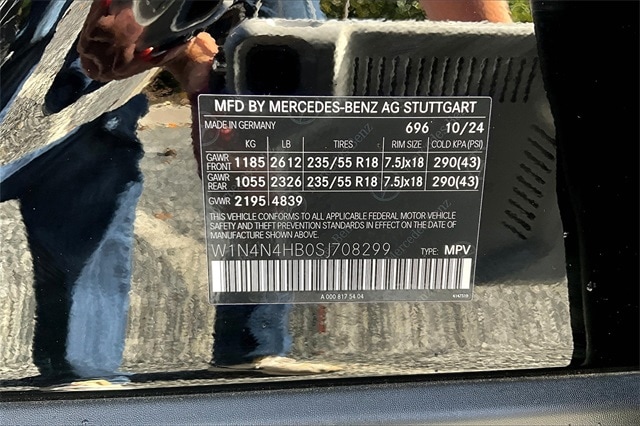 MFD BY MERCEDES-BENZ AG STUTTGART
MADE IN GERMANY 696 10/24
KG LB TIRES RIM SIZE COLD KPA (PSI)
GAWR FRONT 1185 2612 235/55 R18 7.5Jx18 290(43)
GAWR REAR 1055 2326 235/55 R18 7.5Jx18 290(43)
GVWR 2195 4839
THIS VEHICLE CONFORMS TO ALL APPLICABLE FEDERAL MOTOR VEHICLE
SAFETY AND THEFT PREVENTION STANDARDS IN EFFECT ON THE DATE OF
MANUFACTURE SHOWN ABOVE.
W1N4N4HB0SJ708299 TYPE: MPV
A 000 817 54 04